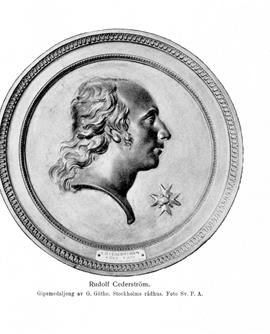 Rudolf Cederström.
Gipsmedaljong av G. Göthe. Stockholms rådhus. Foto Sv. P. A.